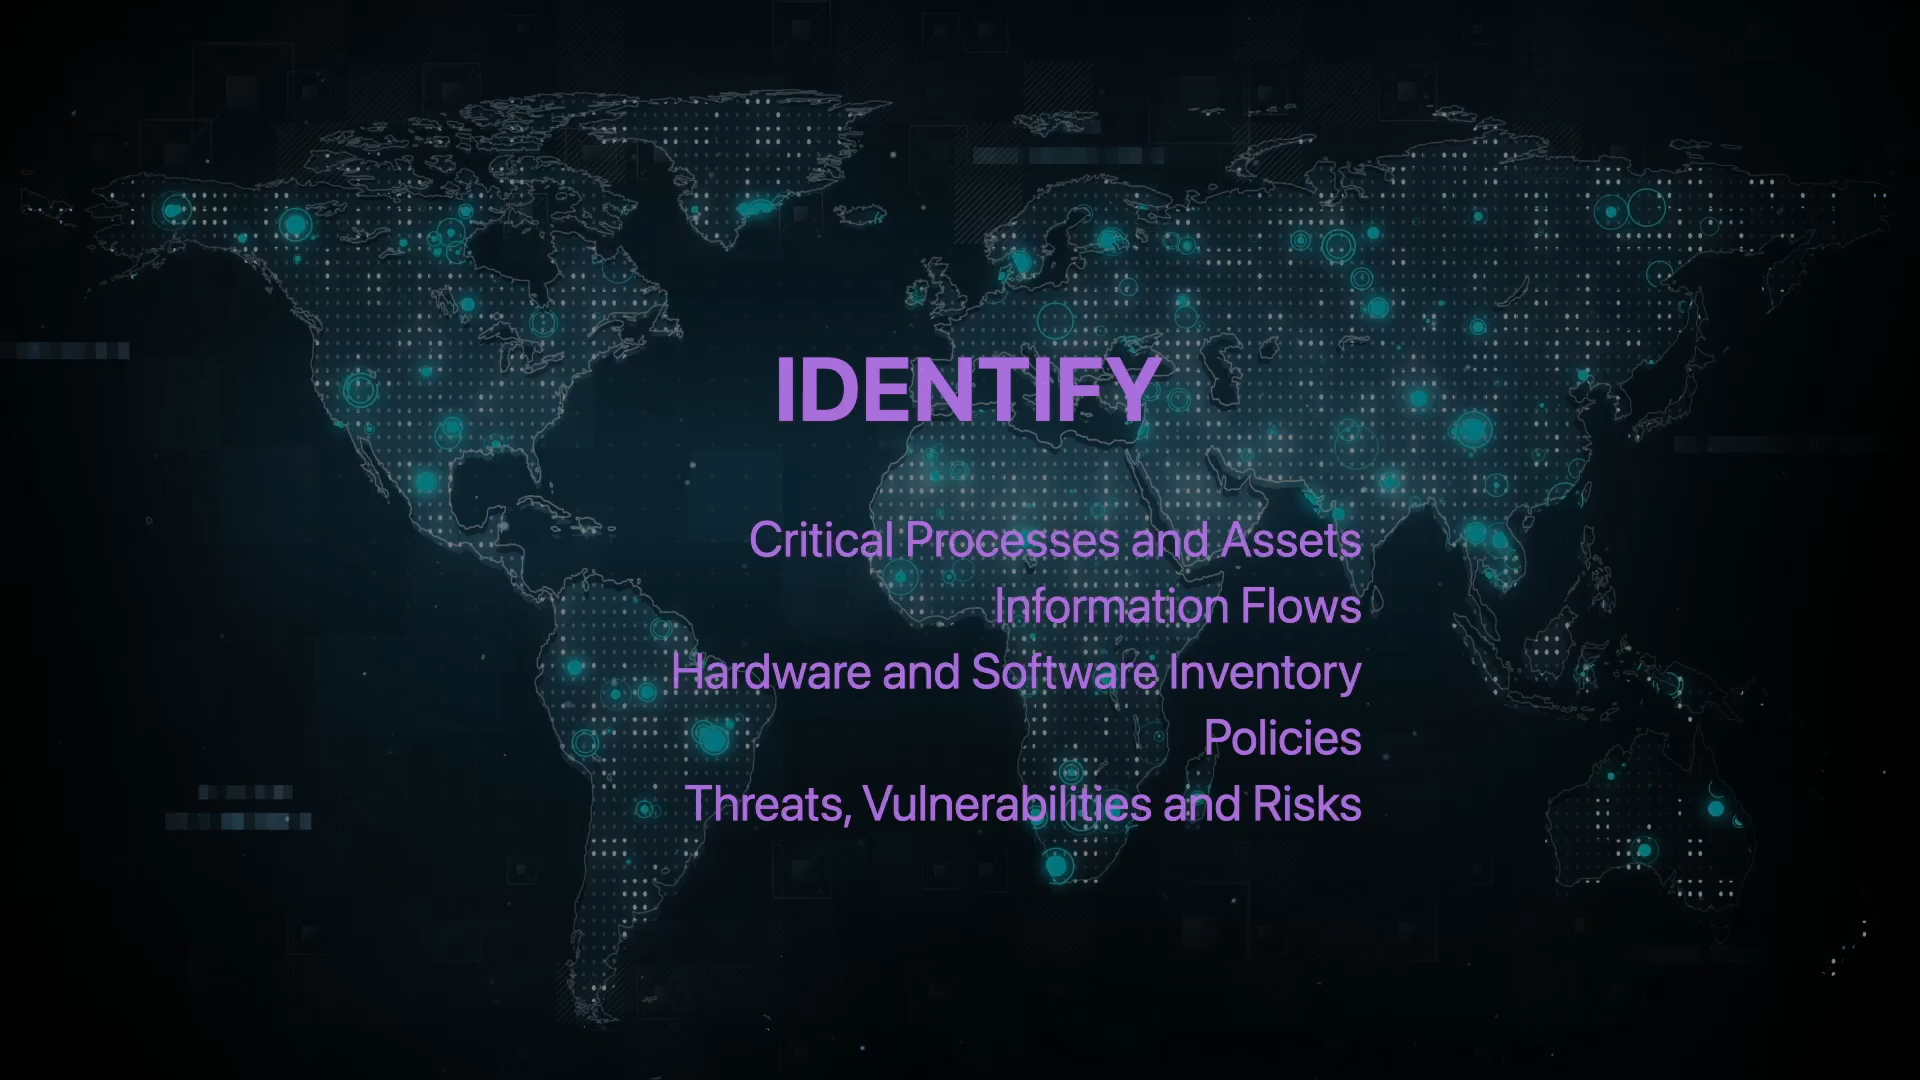 IDENTIFY
Critical Processes and Assets
Information Flows
Hardware and Software Inventory
Policies
Threats, Vulnerabilities and Risks